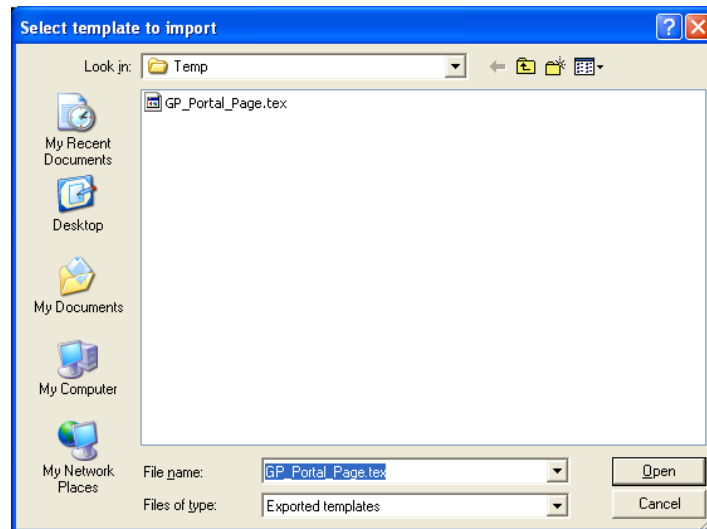 Select template to import
Look in: Temp
GP_Portal_Page.tex
My Recent
Documents
Desktop
My Documents
My Computer
My Network
Places
File name: GP_Portal_Page.tex Open
Files of type: Exported templates Cancel